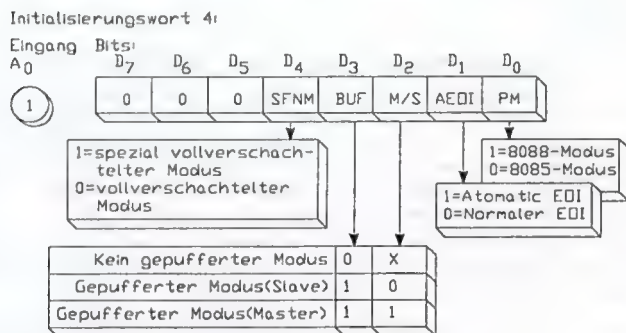 Initialisierungswort 4:
Eingang Bits:
A0 D7 D6 D5 D4 D3 D2 D1 D0
1 0 0 0 SFNM BUF M/S AEOI PM
1=spezial vollverschach-
telter Modus
0=vollverschachtelter
Modus
1=8088-Modus
0=8085-Modus
1=Atomatic EOI
0=Normaler EOI
Kein gepufferter Modus 0 X
Gepufferter Modus(Slave) 1 0
Gepufferter Modus(Master) 1 1